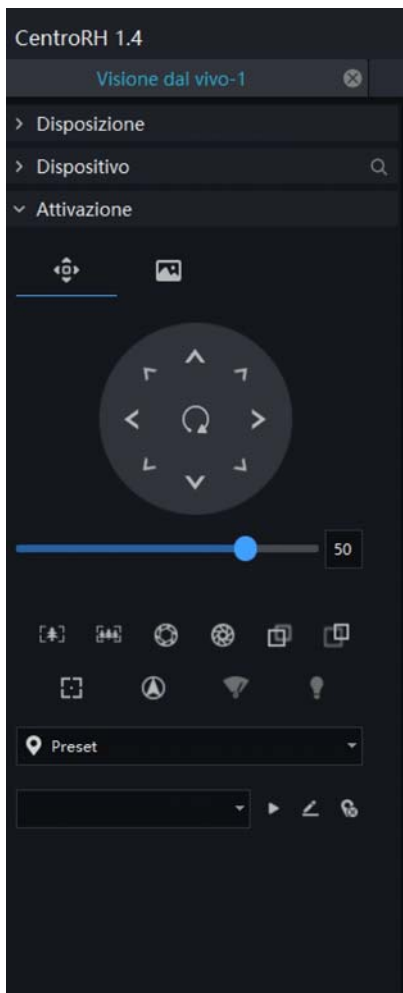 CentroRH 1.4
Visione dal vivo-1
Disposizione
Dispositivo
Attivazione
50
Preset